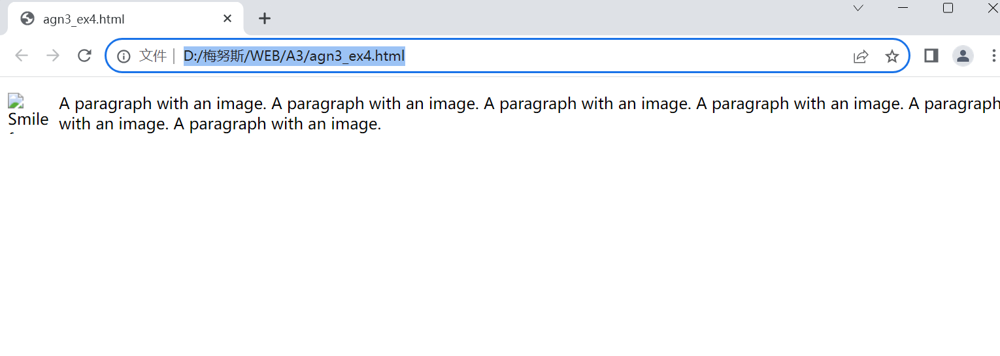 agn3_ex4.html
文件 D:/梅努斯/WEB/A3/agn3_ex4.html
Smile
A paragraph with an image. A paragraph with an image. A paragraph with an image. A paragraph with an image. A paragraph
with an image. A paragraph with an image.